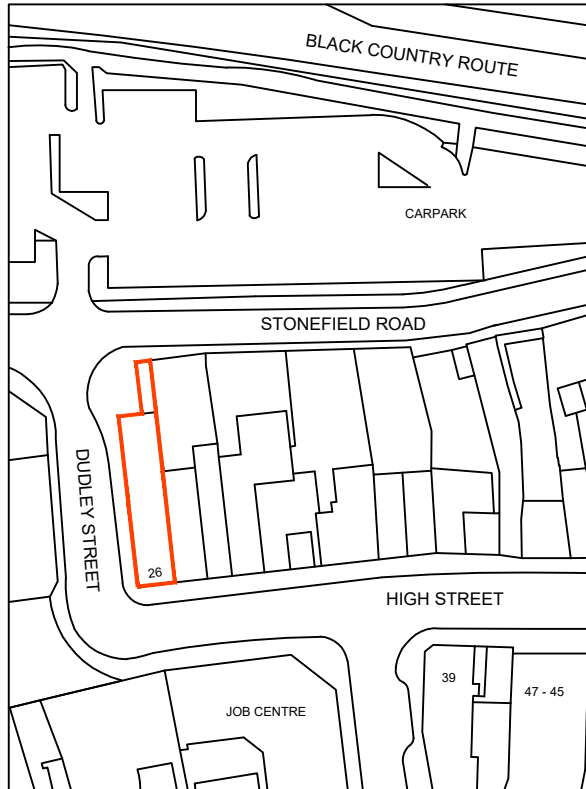 BLACK COUNTRY ROUTE
CARPARK
STONEFIELD ROAD
DUDLEY STREET
26
HIGH STREET
39
47 - 45
JOB CENTRE